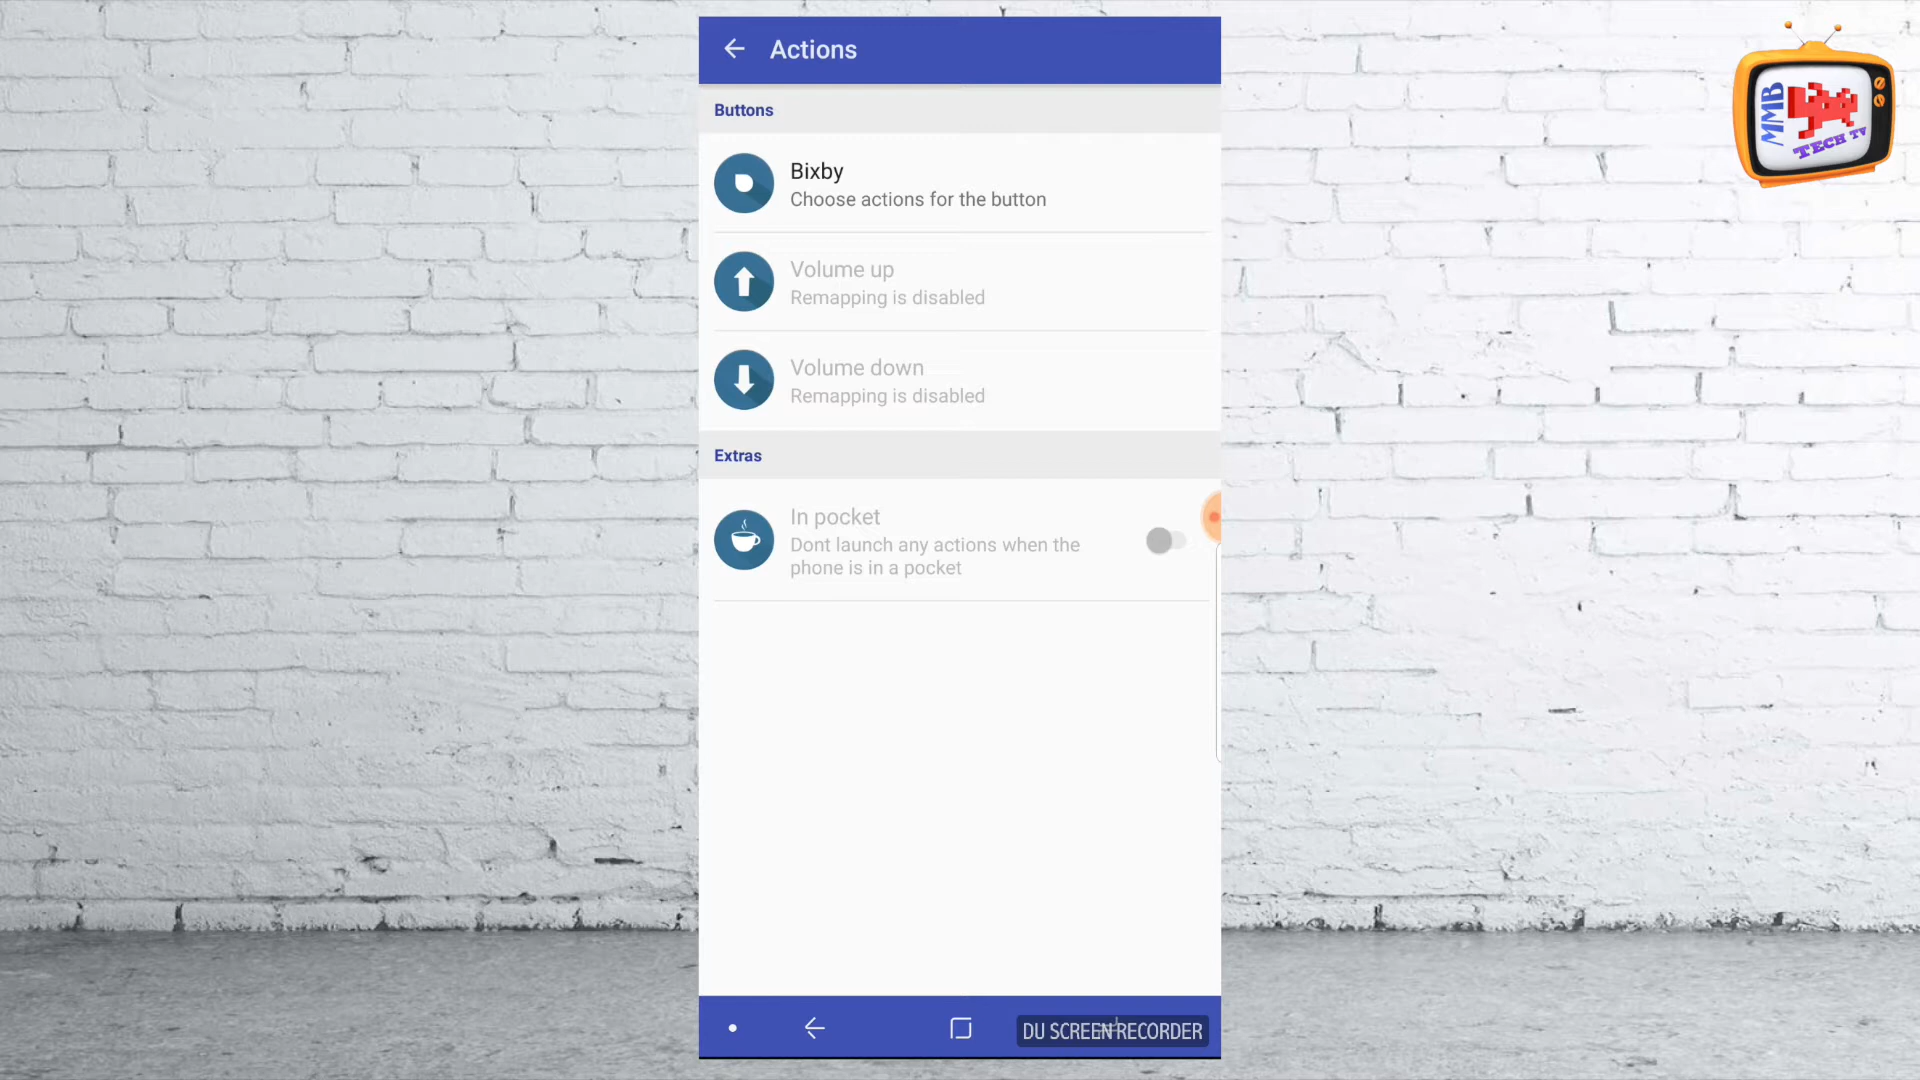 Actions
Buttons
Bixby
Choose actions for the button
Volume up
Remapping is disabled
Volume down
Remapping is disabled
Extras
In pocket
Dont launch any actions when the
phone is in a pocket
DU SCREEN RECORDER
MMB
TECH TV